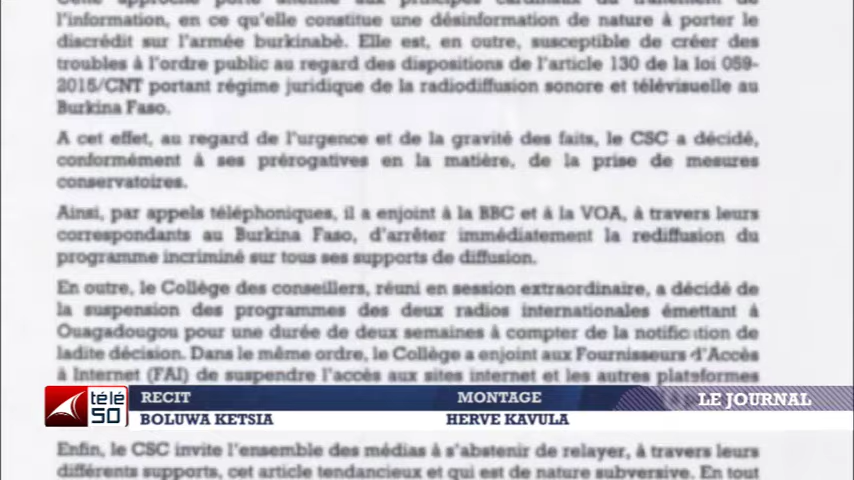 Cette approche porte atteinte aux principes cardinaux du traitement de
l'information, en ce qu'elle constitue une désinformation de nature à porter le
discrédit sur l'armée burkinabè. Elle est, en outre, susceptible de créer des
troubles à l'ordre public au regard des dispositions de l'article 130 de la loi 059-
2015/CNT portant régime juridique de la radiodiffusion sonore et télévisuelle au
Burkina Faso.
A cet effet, au regard de l'urgence et de la gravité des faits, le CSC a décidé,
conformément à ses prérogatives en la matière, de la prise de mesures
conservatoires.
Ainsi, par appels téléphoniques, il a enjoint à la BBC et à la VOA, à travers leurs
correspondants au Burkina Faso, d'arrêter immédiatement la rediffusion du
programme incriminé sur tous ses supports de diffusion.
En outre, le Collège des conseillers, réuni en session extraordinaire, a décidé de
la suspension des programmes des deux radios internationales émettant à
Ouagadougou pour une durée de deux semaines à compter de la notification de
ladite décision. Dans le même ordre, le Collège a enjoint aux Fournisseurs d'Accès
à Internet (FAI) de suspendre l'accès aux sites internet et les autres plateformes
télé
50
RECIT
BOLUWA KETSIA
MONTAGE
HERVE KAVULA
LE JOURNAL
Enfin, le CSC invite l'ensemble des médias à s'abstenir de relayer, à travers leurs
différents supports, cet article tendancieux et qui est de nature subversive. En tout